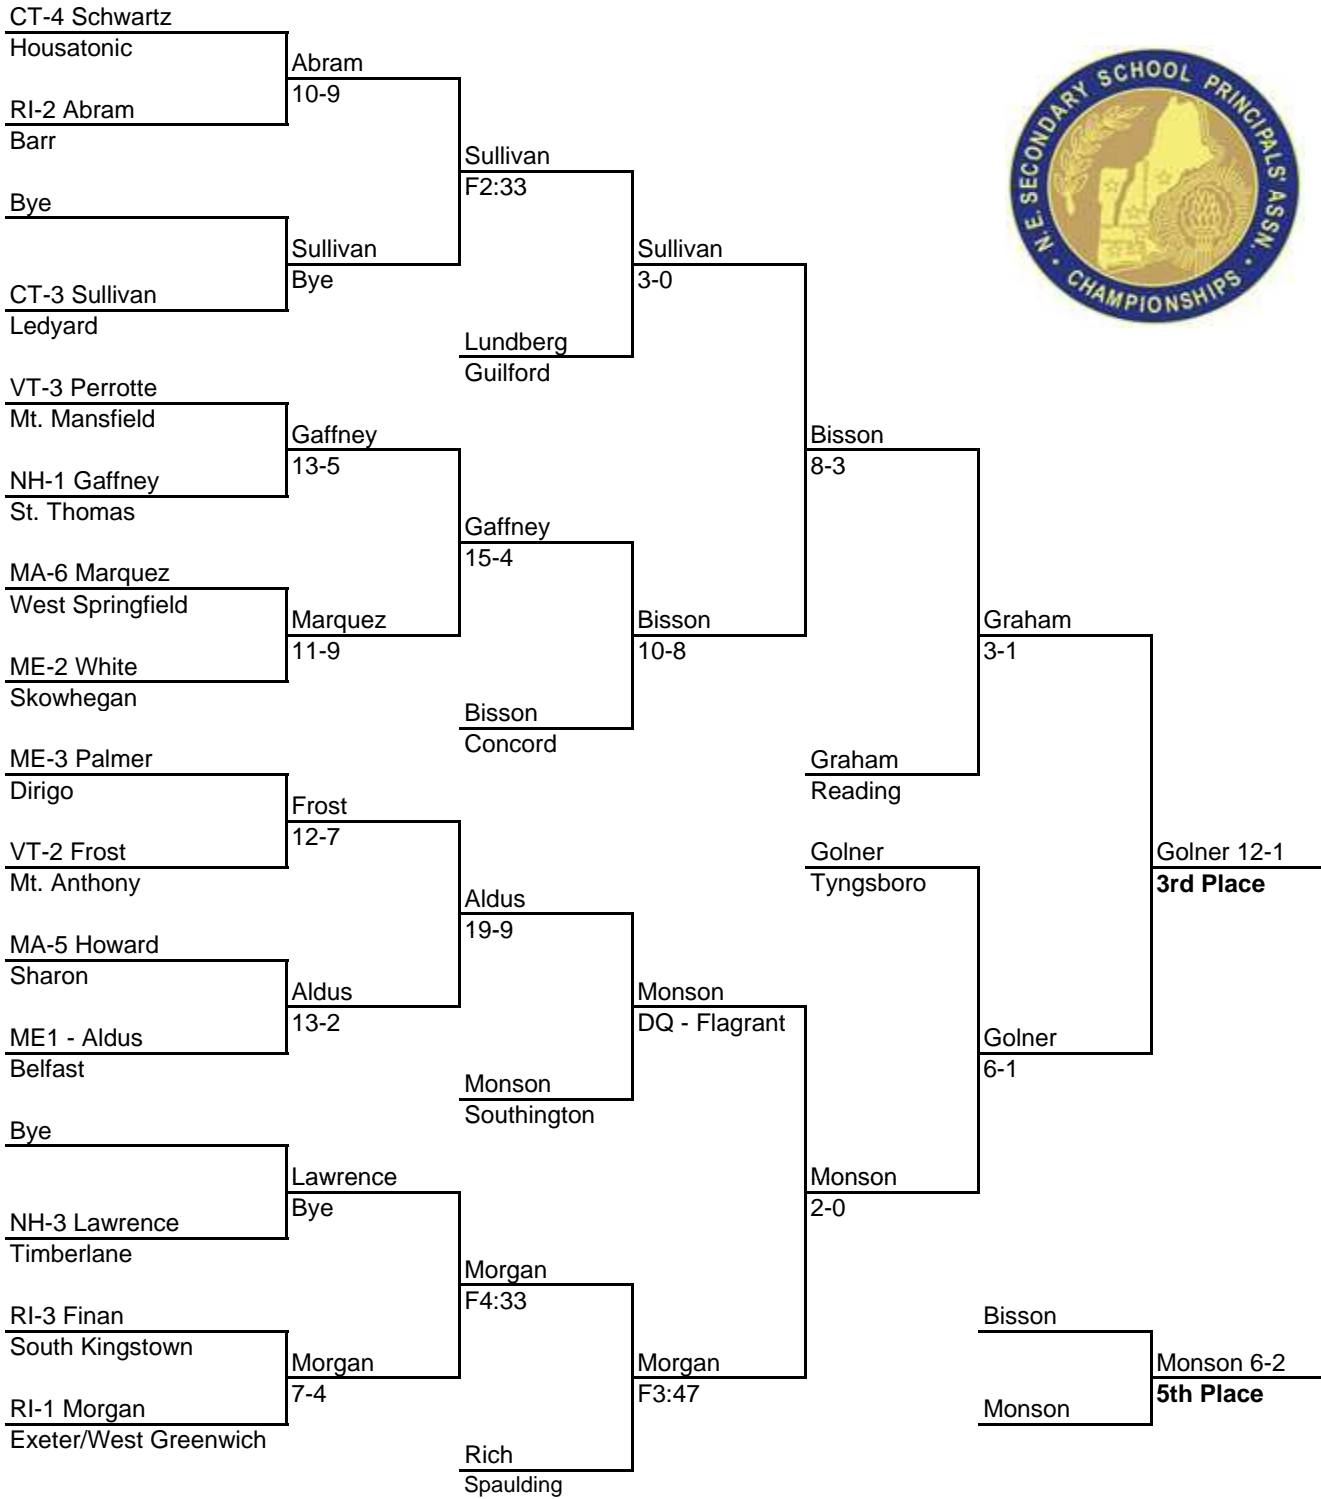 CT-4 Schwartz
Housatonic
Abram
10-9
RI-2 Abram
Barr
Sullivan
F2:33
Bye
Sullivan
Bye
CT-3 Sullivan
Ledyard
Sullivan
3-0
Lundberg
Guilford
VT-3 Perrotte
Mt. Mansfield
Gaffney
13-5
NH-1 Gaffney
St. Thomas
Gaffney
15-4
MA-6 Marquez
West Springfield
Marquez
11-9
ME-2 White
Skowhegan
Bisson
10-8
Bisson
Concord
Bisson
8-3
Graham
3-1
Graham
Reading
ME-3 Palmer
Dirigo
Frost
12-7
VT-2 Frost
Mt. Anthony
Aldus
19-9
MA-5 Howard
Sharon
Aldus
13-2
ME1 - Aldus
Belfast
Monson
DQ - Flagrant
Monson
Southington
Golner
Tyngsboro
Golner 12-1
3rd Place
Golner
6-1
Bye
Lawrence
Bye
NH-3 Lawrence
Timberlane
Morgan
F4:33
RI-3 Finan
South Kingstown
Morgan
7-4
RI-1 Morgan
Exeter/West Greenwich
Morgan
F3:47
Rich
Spaulding
Monson
2-0
Bisson
Monson 6-2
5th Place
Monson
N. E. SECONDARY SCHOOL PRINCIPALS' ASSN.
• CHAMPIONSHIPS •